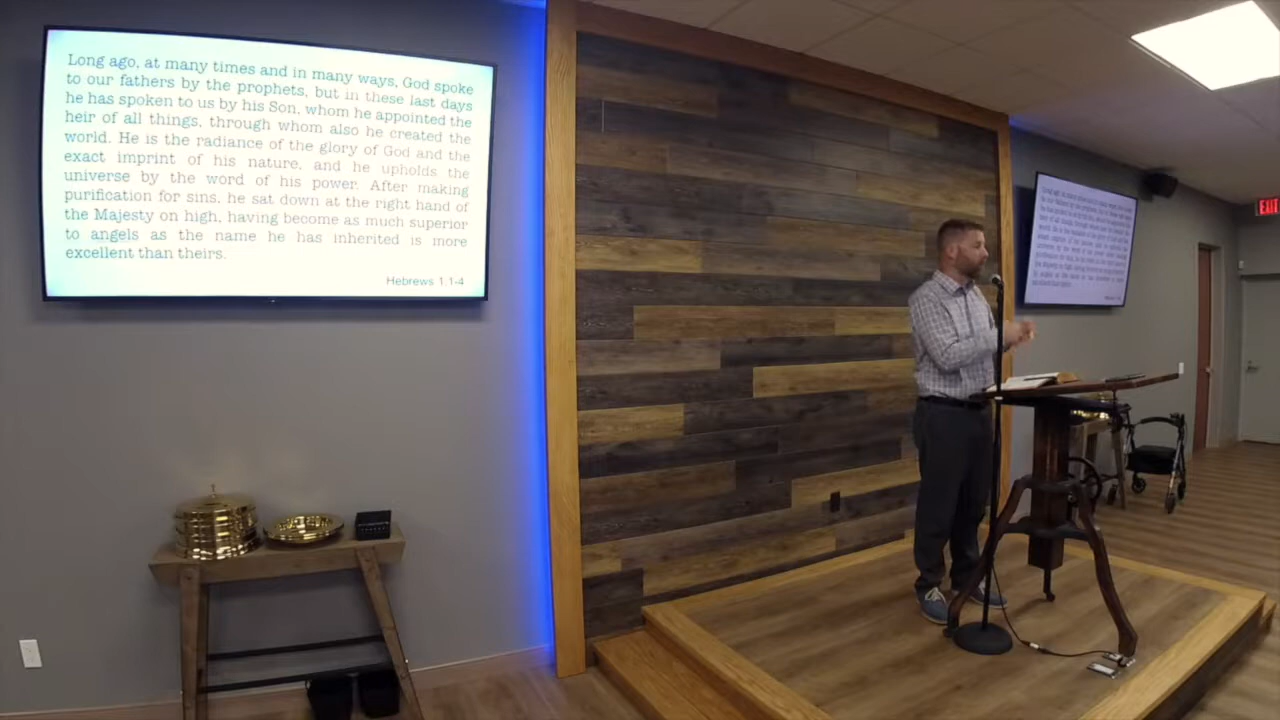 Long ago, at many times and in many ways, God spoke
to our fathers by the prophets, but in these last days
he has spoken to us by his Son, whom he appointed the
heir of all things, through whom also he created the
world. He is the radiance of the glory of God and the
exact imprint of his nature, and he upholds the
universe by the word of his power. After making
purification for sins, he sat down at the right hand of
the Majesty on high, having become as much superior
to angels as the name he has inherited is more
excellent than theirs.
Hebrews 1:1-4
EXIT